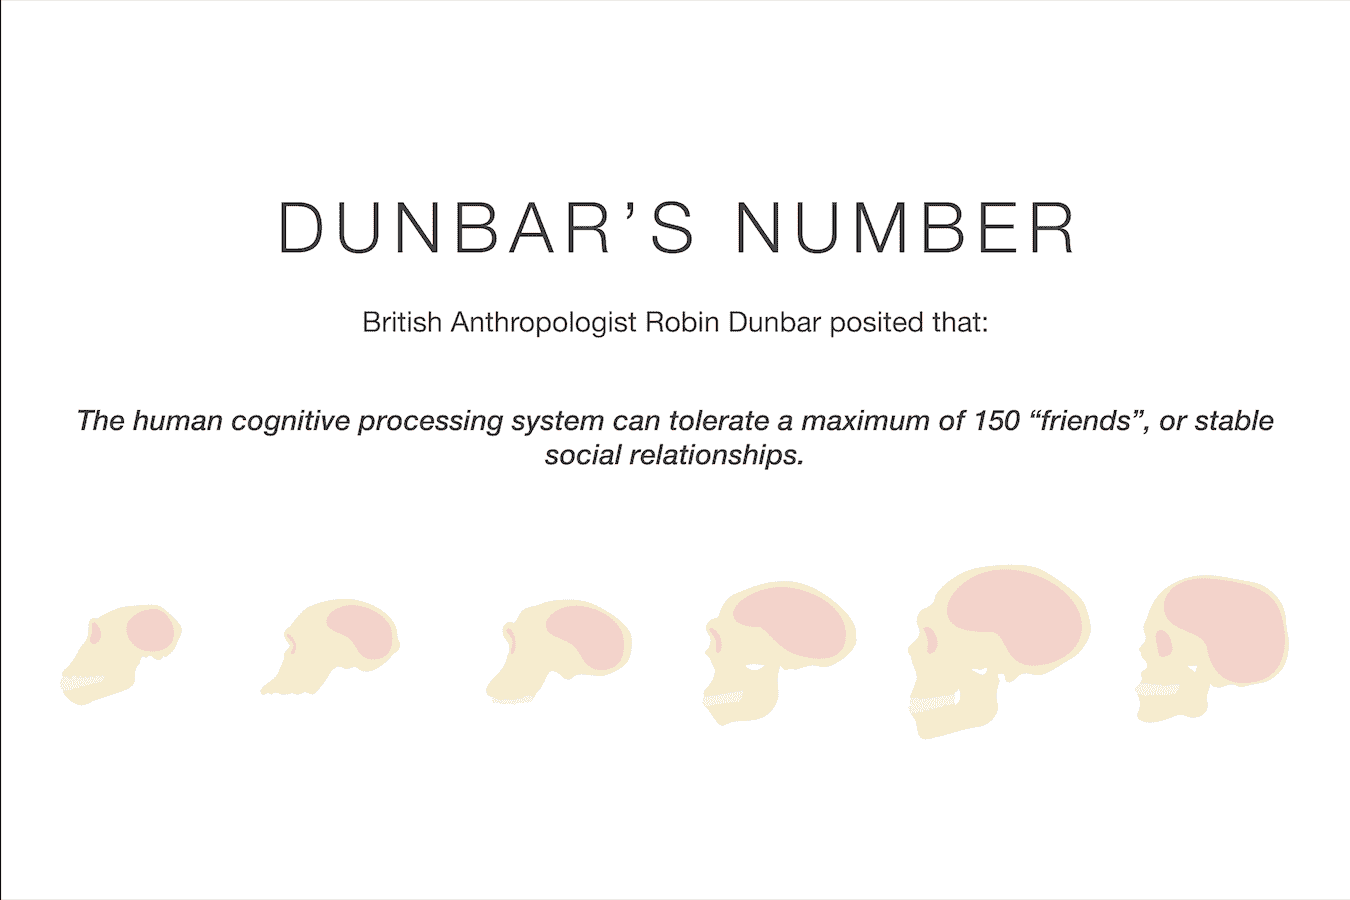 DUNBAR’S NUMBER
British Anthropologist Robin Dunbar posited that:
The human cognitive processing system can tolerate a maximum of 150 “friends”, or stable
social relationships.